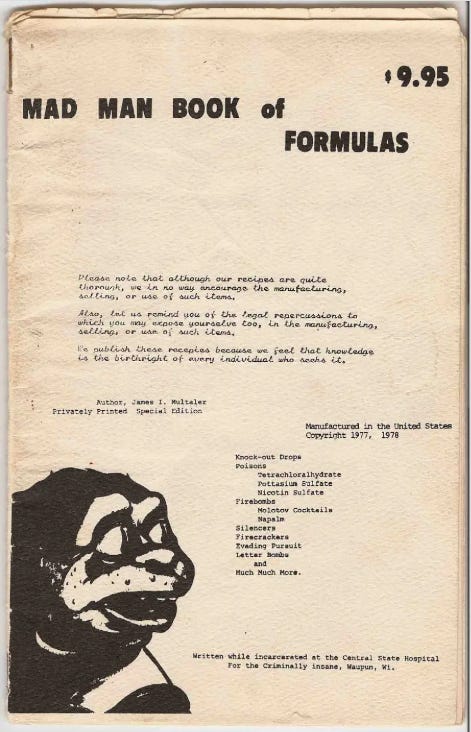 $9.95
MAD MAN BOOK of
FORMULAS
Please note that although our recipes are quite
thorough, we in no way encourage the manufacturing,
selling, or use of such items.
Also, let us remind you of the legal repercussions to
which you may expose yourselve too, in the manufacturing,
selling, or use of such items.
We publish these recepies because we feel that knowledge
is the birthright of every individual who seeks it.
Author, James I. Multaler
Privately Printed Special Edition
Manufactured in the United States
Copyright 1977, 1978
Knock-out Drops
Poisons
Tetrachloralhydrate
Pottasium Sulfate
Nicotin Sulfate
Firebombs
Molotov Cocktails
Napalm
Silencers
Firecrackers
Evading Pursuit
Letter Bombs
and
Much Much More.
Written while incarcarated at the Central State Hospital
For the Criminally insane, Waupun, Wi.